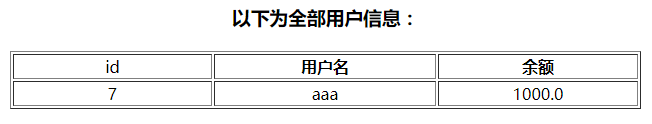 以下为全部用户信息：
id 用户名 余额
7 aaa 1000.0